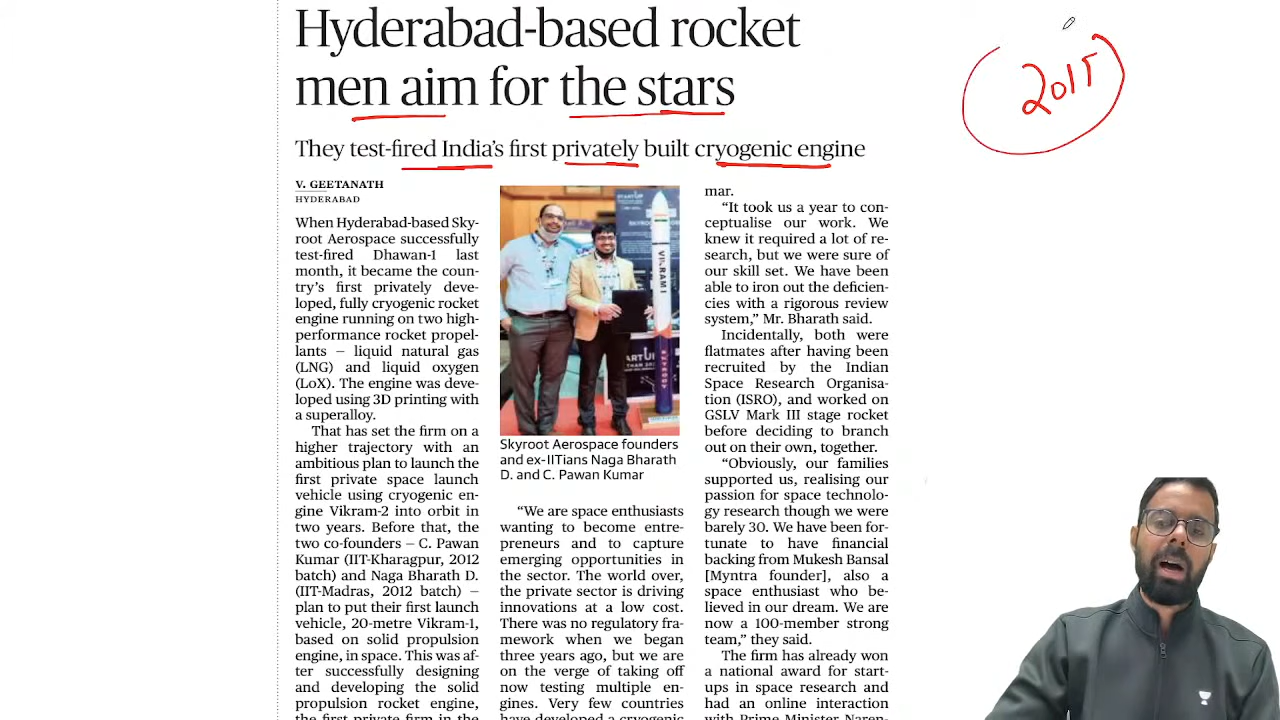 Hyderabad-based rocket
men aim for the stars
They test-fired India's first privately built cryogenic engine
V. GEETANATH
HYDERABAD
When Hyderabad-based Sky-
root Aerospace successfully
test-fired Dhawan-1 last
month, it became the coun-
try's first privately deve-
loped, fully cryogenic rocket
engine running on two high-
performance rocket propel-
lants – liquid natural gas
(LNG) and liquid oxygen
(LoX). The engine was deve-
loped using 3D printing with
a superalloy.
That has set the firm on a
higher trajectory with an
ambitious plan to launch the
first private space launch
vehicle using cryogenic en-
gine Vikram-2 into orbit in
two years. Before that, the
two co-founders – C. Pawan
Kumar (IIT-Kharagpur, 2012
batch) and Naga Bharath D.
(IIT-Madras, 2012 batch) –
plan to put their first launch
vehicle, 20-metre Vikram-1,
based on solid propulsion
engine, in space. This was af-
ter successfully designing
and developing the solid
propulsion rocket engine,
the first private firm in the
VIKRAM I
SKYROOT
Skyroot Aerospace founders
and ex-IITians Naga Bharath
D. and C. Pawan Kumar
"We are space enthusiasts
wanting to become entre-
preneurs and to capture
emerging opportunities in
the sector. The world over,
the private sector is driving
innovations at a low cost.
There was no regulatory fra-
mework when we began
three years ago, but we are
on the verge of taking off
now testing multiple en-
gines. Very few countries
have developed a cryogenic
mar.
"It took us a year to con-
ceptualise our work. We
knew it required a lot of re-
search, but we were sure of
our skill set. We have been
able to iron out the deficien-
cies with a rigorous review
system," Mr. Bharath said.
Incidentally, both were
flatmates after having been
recruited by the Indian
Space Research Organisa-
tion (ISRO), and worked on
GSLV Mark III stage rocket
before deciding to branch
out on their own, together.
"Obviously, our families
supported us, realising our
passion for space technolo-
gy research though we were
barely 30. We have been for-
tunate to have financial
backing from Mukesh Bansal
[Myntra founder], also a
space enthusiast who be-
lieved in our dream. We are
now a 100-member strong
team," they said.
The firm has already won
a national award for start-
ups in space research and
had an online interaction
with Prime Minister Naren-
2015